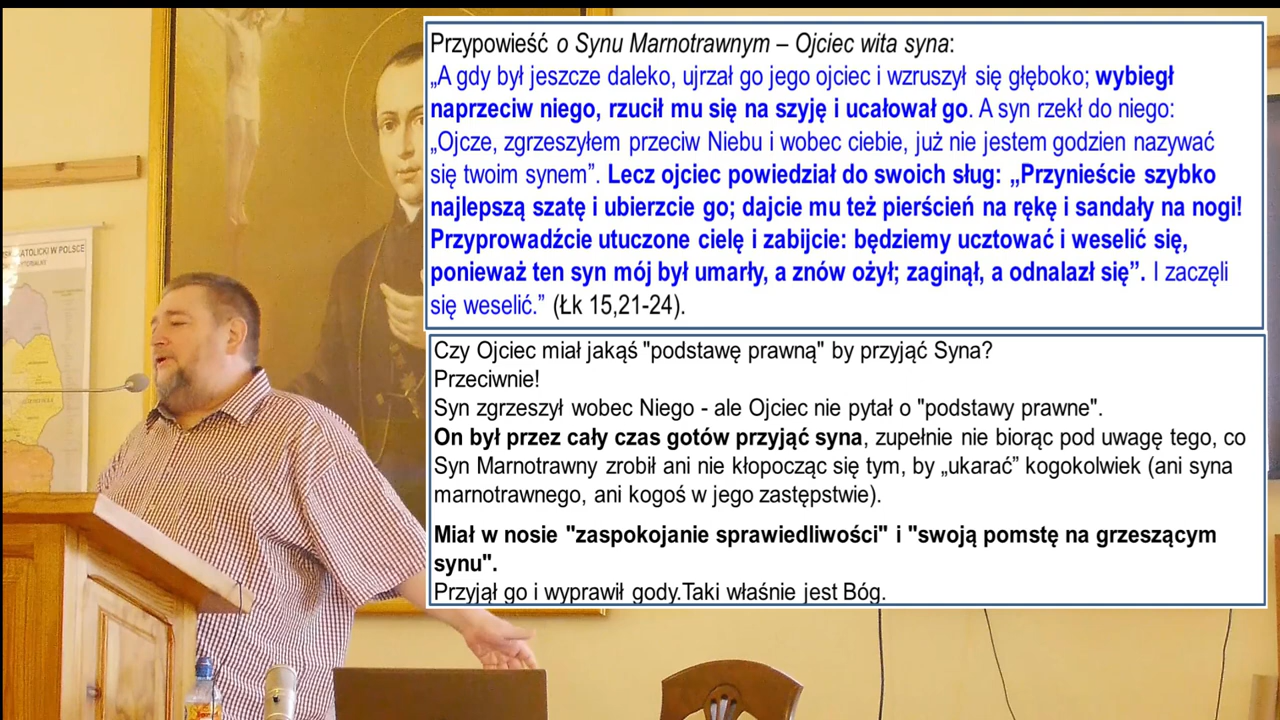 Przypowieść o Synu Marnotrawnym – Ojciec wita syna:
„A gdy był jeszcze daleko, ujrzał go jego ojciec i wzruszył się głęboko; wybiegł
naprzeciw niego, rzucił mu się na szyję i ucałował go. A syn rzekł do niego:
„Ojcze, zgrzeszyłem przeciw Niebu i wobec ciebie, już nie jestem godzien nazywać
się twoim synem”. Lecz ojciec powiedział do swoich sług: „Przynieście szybko
najlepszą szatę i ubierzcie go; dajcie mu też pierścień na rękę i sandały na nogi!
Przyprowadźcie utuczone cielę i zabijcie: będziemy ucztować i weselić się,
ponieważ ten syn mój był umarły, a znów ożył; zaginął, a odnalazł się”. I zaczęli
się weselić.” (Łk 15,21-24).
Czy Ojciec miał jakąś "podstawę prawną" by przyjąć Syna?
Przeciwnie!
Syn zgrzeszył wobec Niego - ale Ojciec nie pytał o "podstawy prawne".
On był przez cały czas gotów przyjąć syna, zupełnie nie biorąc pod uwagę tego, co
Syn Marnotrawny zrobił ani nie kłopocząc się tym, by „ukarać” kogokolwiek (ani syna
marnotrawnego, ani kogoś w jego zastępstwie).
Miał w nosie "zaspokojanie sprawiedliwości" i "swoją pomstę na grzeszącym
synu".
Przyjął go i wyprawił gody.Taki właśnie jest Bóg.
ATOLICKI W POLSCE